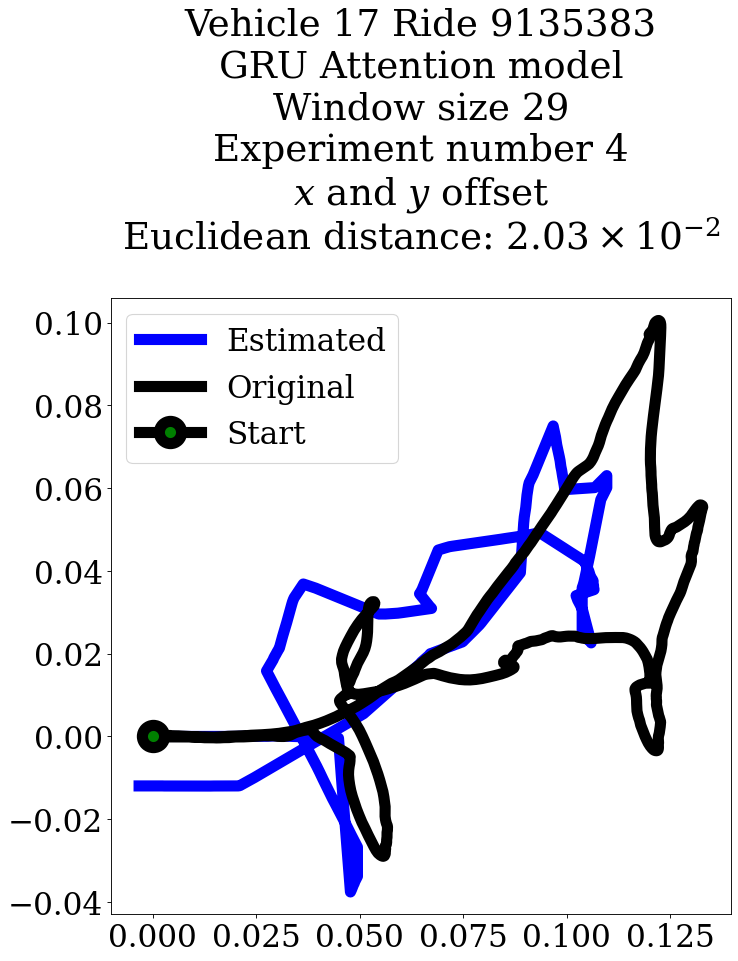 Vehicle 17 Ride 9135383
GRU Attention model
Window size 29
Experiment number 4
x and y offset
Euclidean distance: 2.03 × 10⁻²
Estimated
Original
Start
0.10
0.08
0.06
0.04
0.02
0.00
−0.02
−0.04
0.000 0.025 0.050 0.075 0.100 0.125